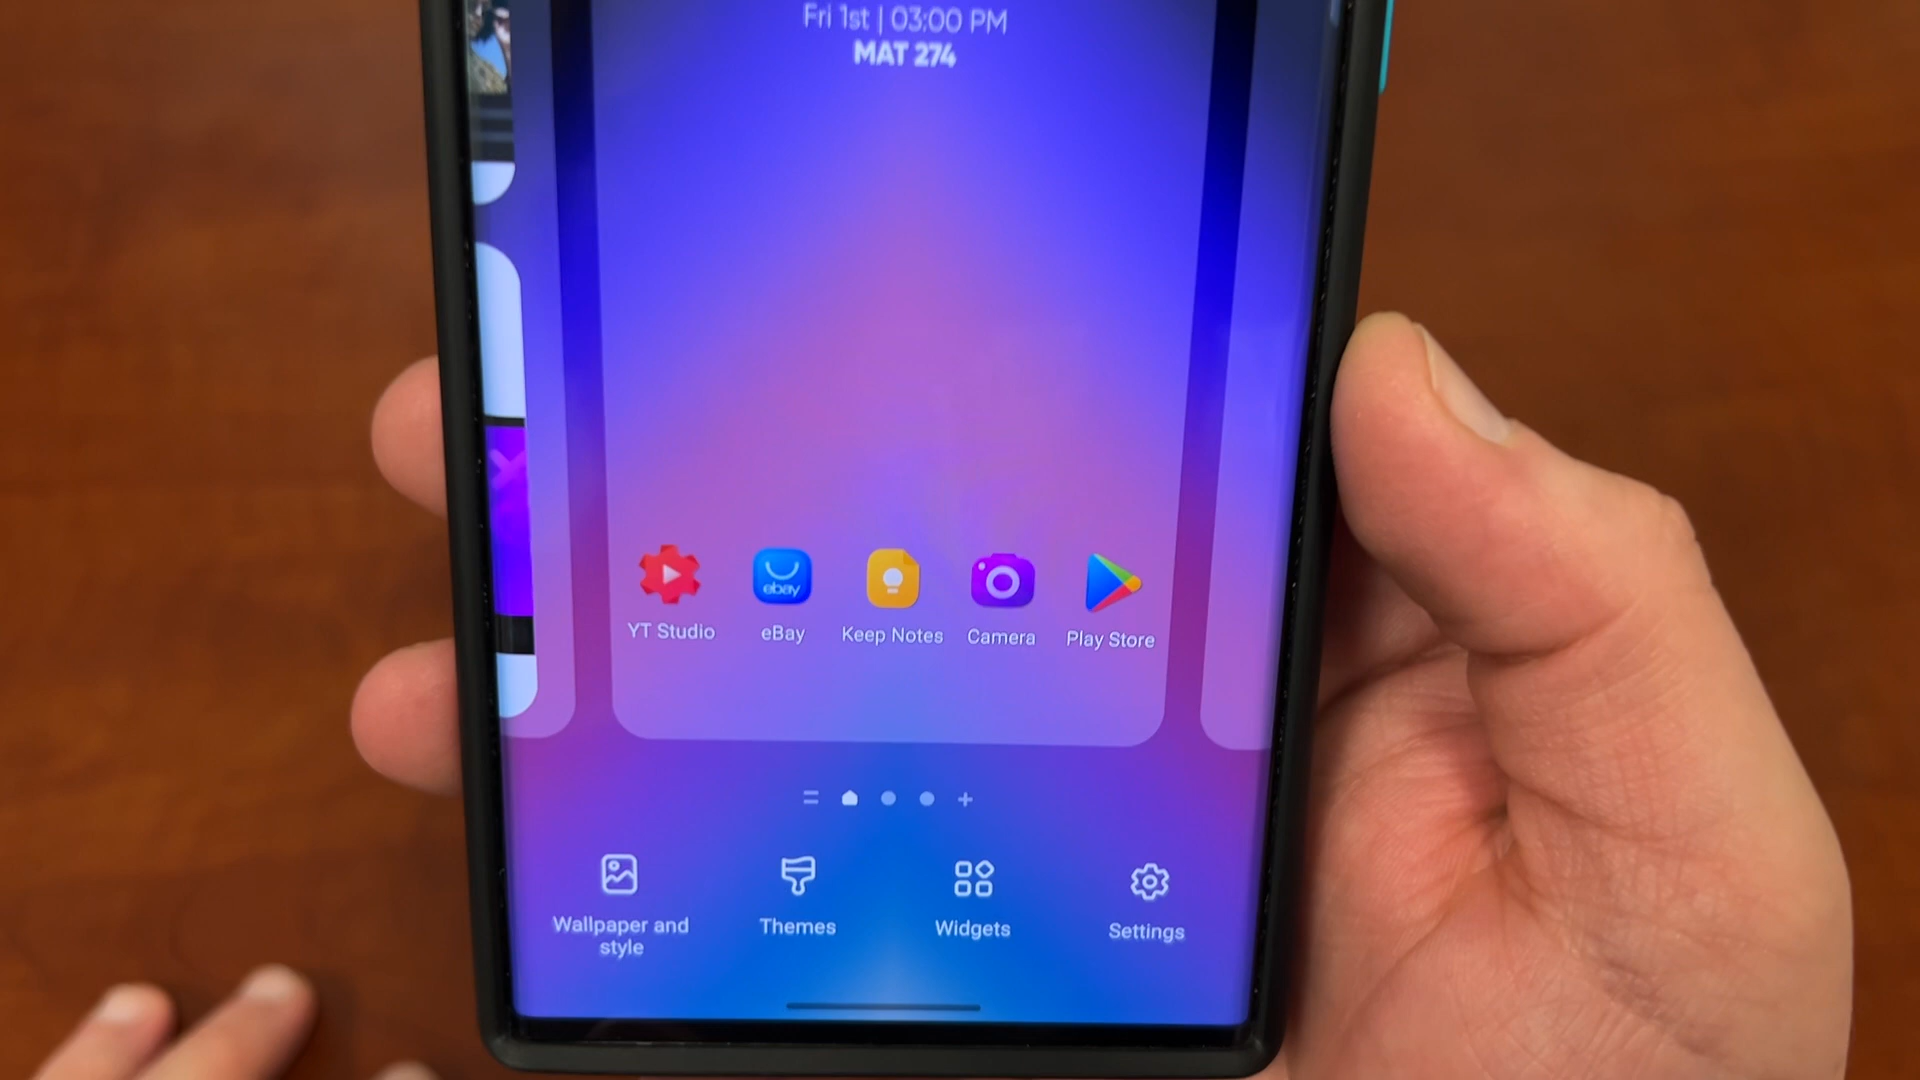 Fri 1st | 03:00 PM
MAT 274
ebay
YT Studio
eBay
Keep Notes
Camera
Play Store
Wallpaper and
style
Themes
Widgets
Settings